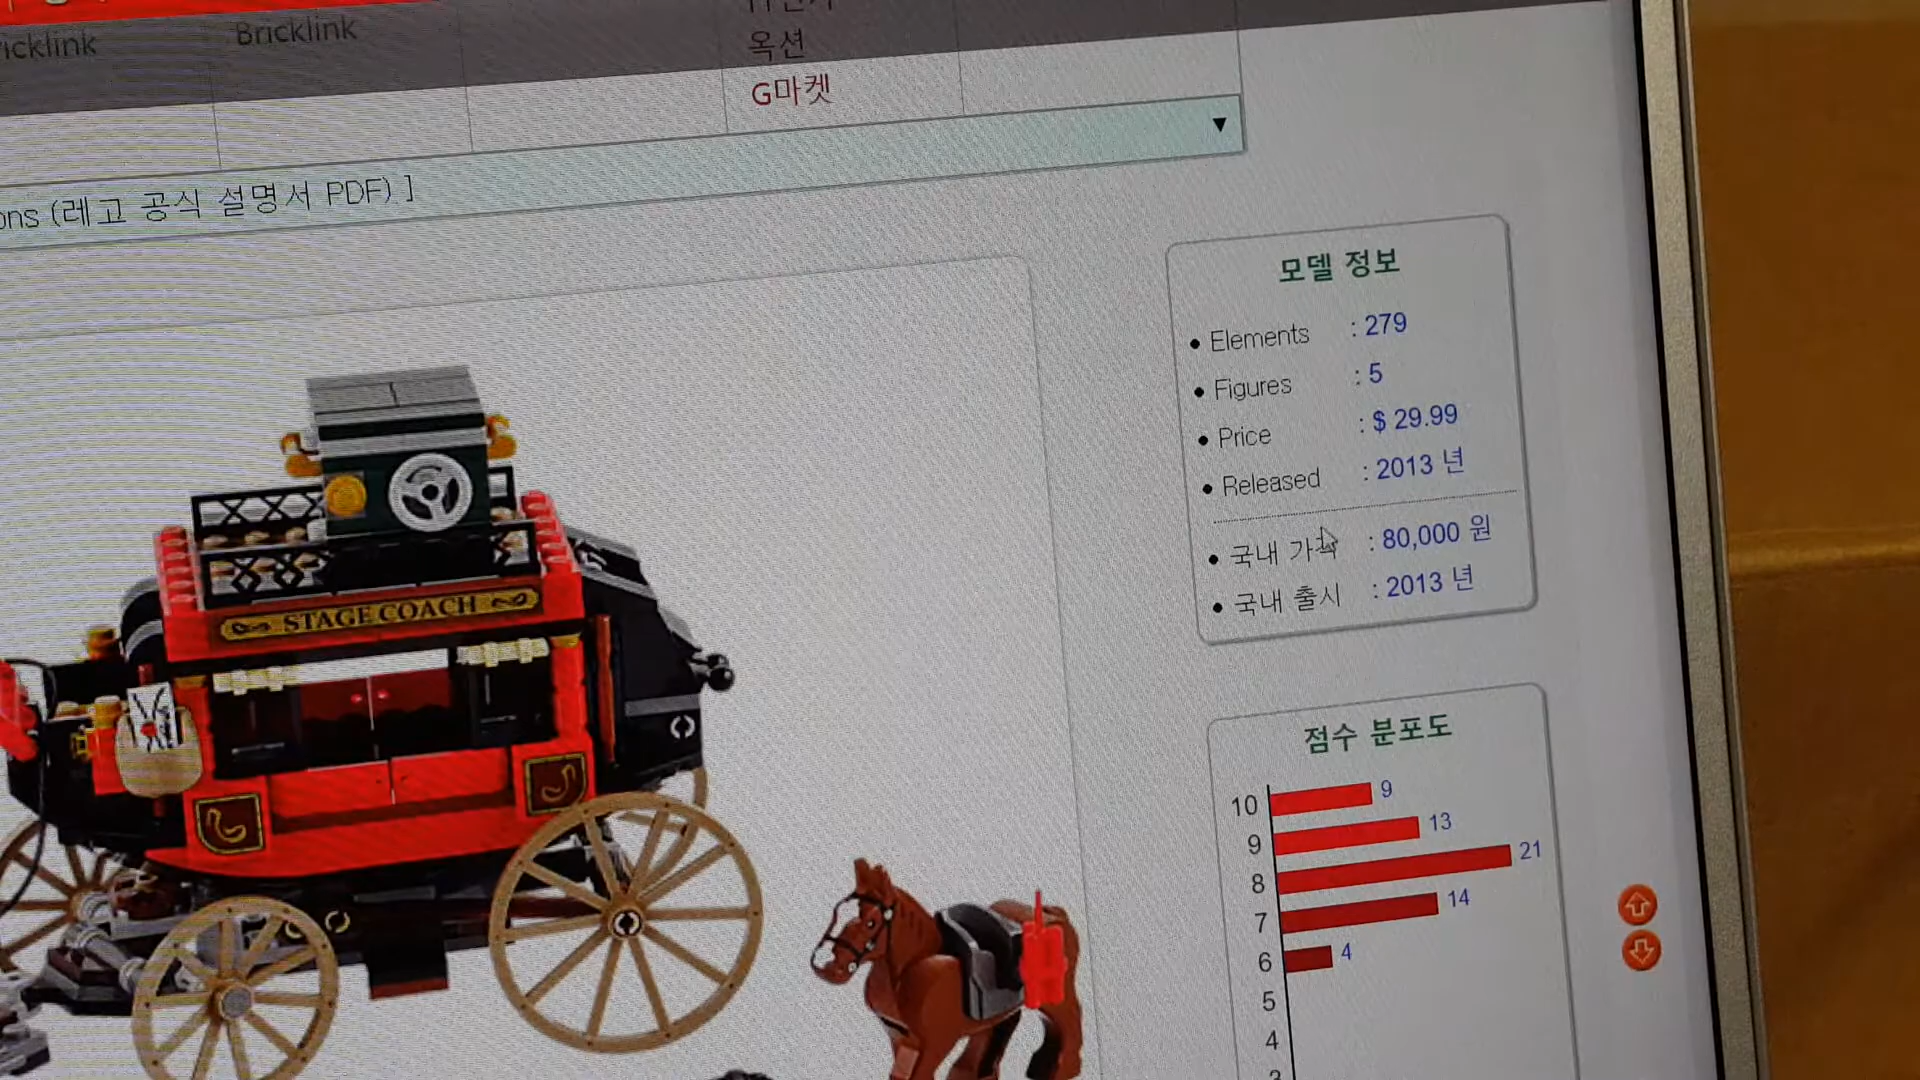 icklink
Bricklink
옥션
G마켓
▼
ons (레고 공식 설명서 PDF) ]
모델 정보
• Elements : 279
• Figures : 5
• Price : $ 29.99
• Released : 2013 년
• 국내 가격 : 80,000 원
• 국내 출시 : 2013 년
STAGE COACH
점수 분포도
10 9
9 13
8 21
7 14
6 4
5
4